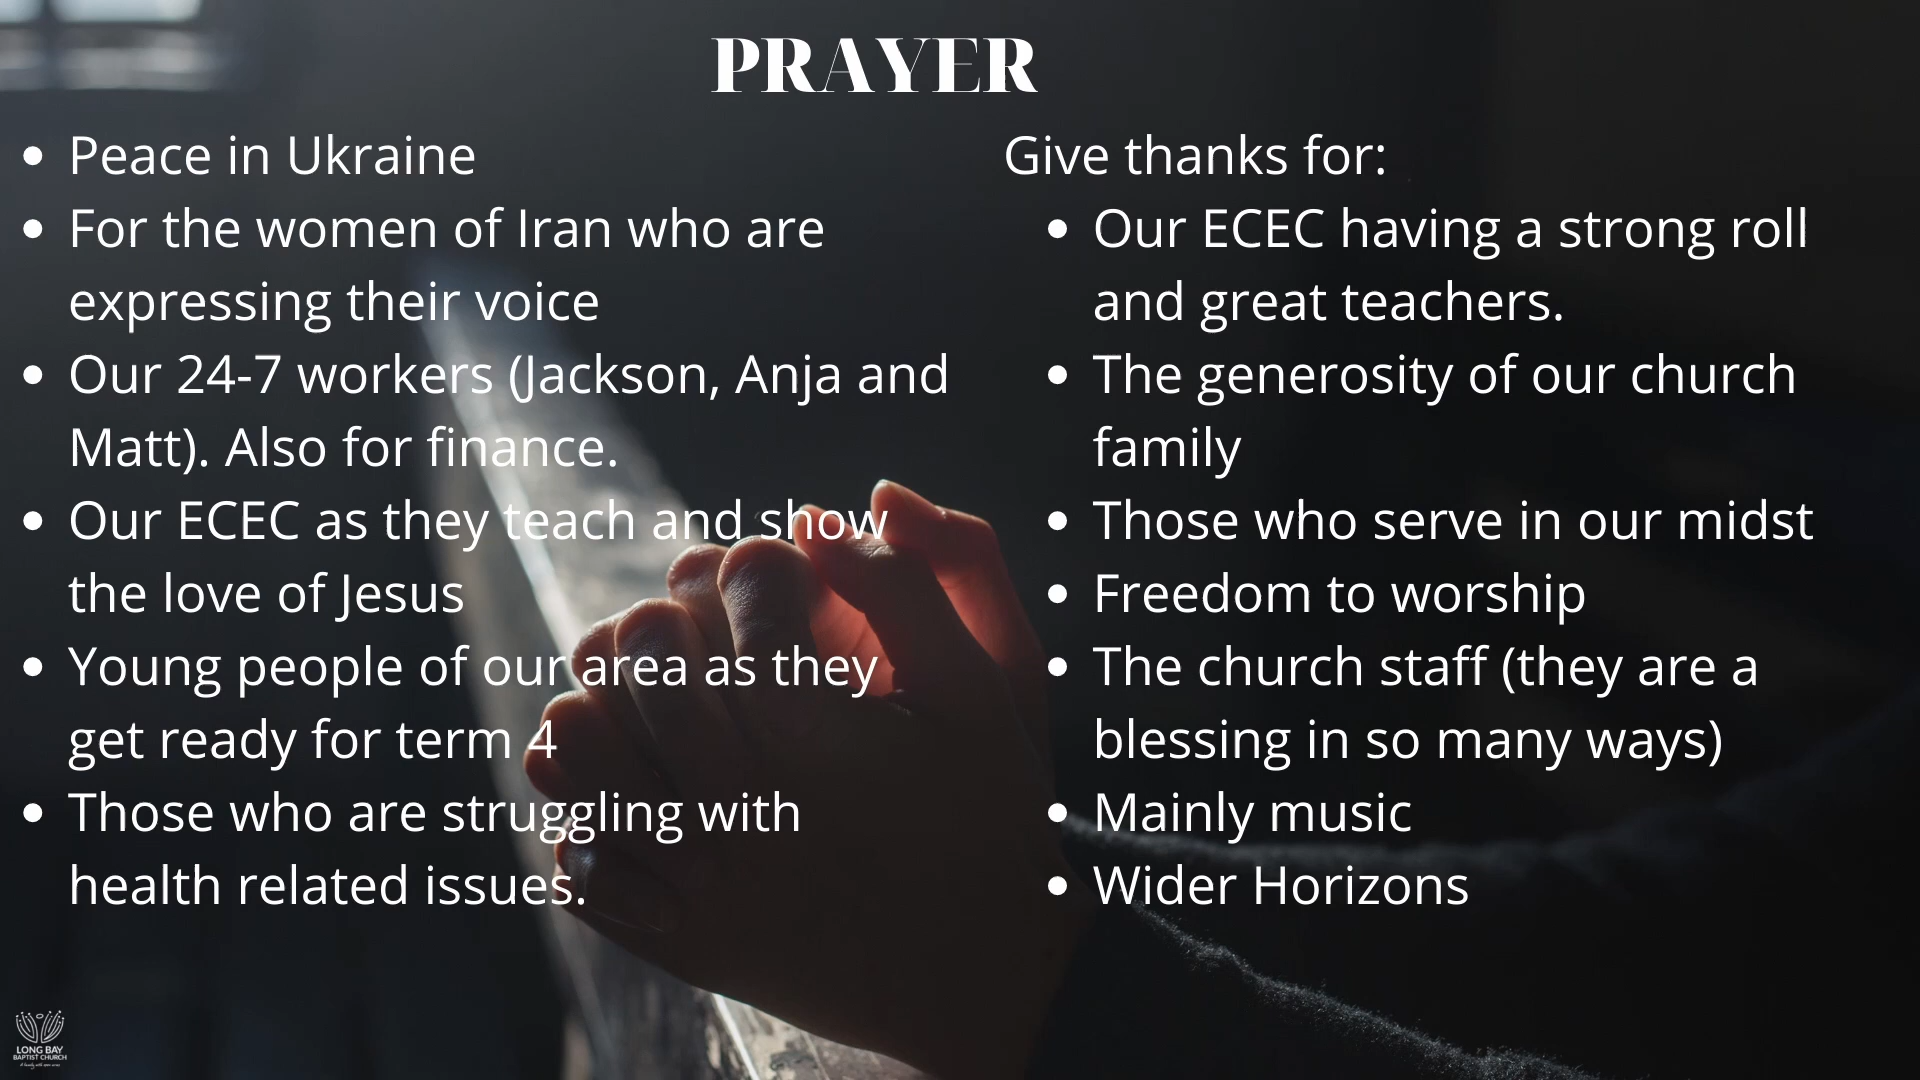 PRAYER
• Peace in Ukraine
• For the women of Iran who are
expressing their voice
• Our 24-7 workers (Jackson, Anja and
Matt). Also for finance.
• Our ECEC as they teach and show
the love of Jesus
• Young people of our area as they
get ready for term 4
• Those who are struggling with
health related issues.
Give thanks for:
• Our ECEC having a strong roll
and great teachers.
• The generosity of our church
family
• Those who serve in our midst
• Freedom to worship
• The church staff (they are a
blessing in so many ways)
• Mainly music
• Wider Horizons
LONG BAY
BAPTIST CHURCH